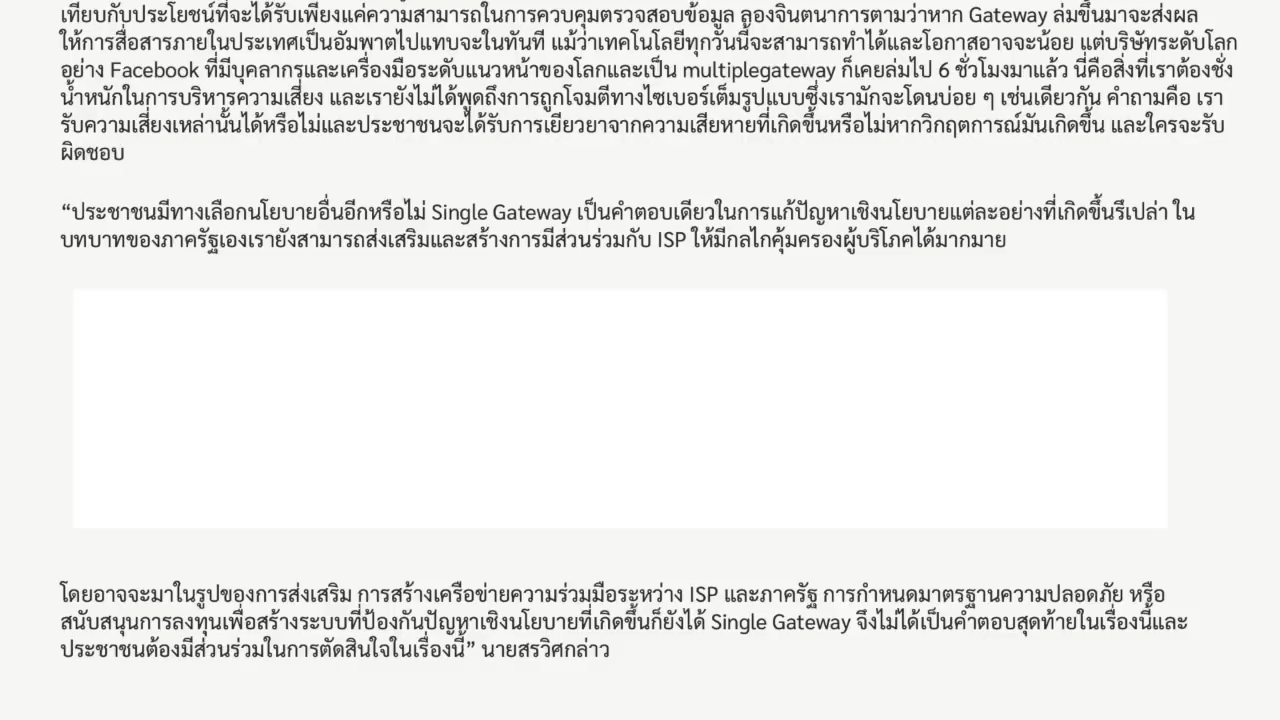 เทียบกับประโยชน์ที่จะได้รับเพียงแค่ความสามารถในการควบคุมตรวจสอบข้อมูล ลองจินตนาการตามว่าหาก Gateway ล่มขึ้นมาจะส่งผล
ให้การสื่อสารภายในประเทศเป็นอัมพาตไปแทบจะในทันที แม้ว่าเทคโนโลยีทุกวันนี้จะสามารถทำได้และโอกาสอาจจะน้อย แต่บริษัทระดับโลก
อย่าง Facebook ที่มีบุคลากรและเครื่องมือระดับแนวหน้าของโลกและเป็น multiplegateway ก็เคยล่มไป 6 ชั่วโมงมาแล้ว นี่คือสิ่งที่เราต้องชั่ง
น้ำหนักในการบริหารความเสี่ยง และเรายังไม่ได้พูดถึงการถูกโจมตีทางไซเบอร์เต็มรูปแบบซึ่งเรามักจะโดนบ่อย ๆ เช่นเดียวกัน คำถามคือ เรา
รับความเสี่ยงเหล่านั้นได้หรือไม่และประชาชนจะได้รับการเยียวยาจากความเสียหายที่เกิดขึ้นหรือไม่หากวิกฤตการณ์มันเกิดขึ้น และใครจะรับ
ผิดชอบ
“ประชาชนมีทางเลือกนโยบายอื่นอีกหรือไม่ Single Gateway เป็นคำตอบเดียวในการแก้ปัญหาเชิงนโยบายแต่ละอย่างที่เกิดขึ้นรึเปล่า ใน
บทบาทของภาครัฐเองเรายังสามารถส่งเสริมและสร้างการมีส่วนร่วมกับ ISP ให้มีกลไกคุ้มครองผู้บริโภคได้มากมาย
โดยอาจจะมาในรูปของการส่งเสริม การสร้างเครือข่ายความร่วมมือระหว่าง ISP และภาครัฐ การกำหนดมาตรฐานความปลอดภัย หรือ
สนับสนุนการลงทุนเพื่อสร้างระบบที่ป้องกันปัญหาเชิงนโยบายที่เกิดขึ้นก็ยังได้ Single Gateway จึงไม่ได้เป็นคำตอบสุดท้ายในเรื่องนี้และ
ประชาชนต้องมีส่วนร่วมในการตัดสินใจในเรื่องนี้” นายสรวิศกล่าว